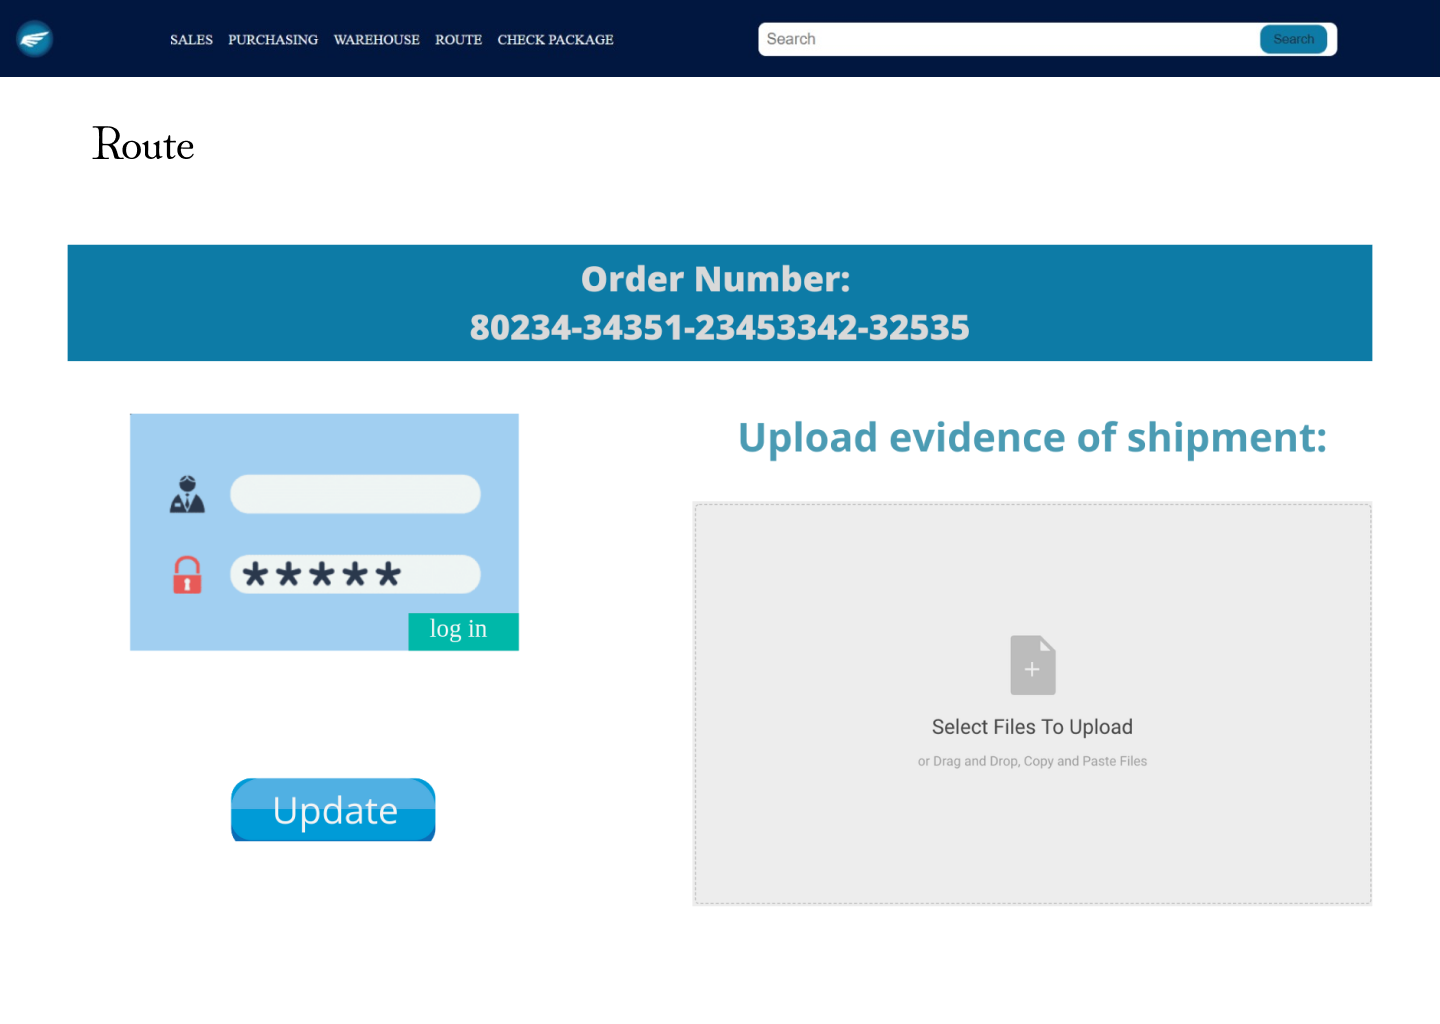 SALES PURCHASING WAREHOUSE ROUTE CHECK PACKAGE Search Search
Route
Order Number:
80234-34351-23453342-32535
*****
log in
Update
Upload evidence of shipment:
Select Files To Upload
or Drag and Drop, Copy and Paste Files